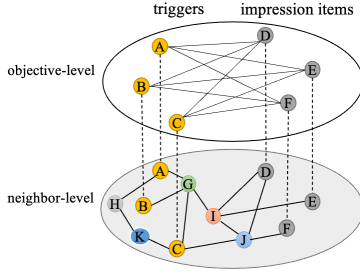 triggers impression items
A D
objective-level E
B F
C
A D
G
neighbor-level H B I E
K C J F